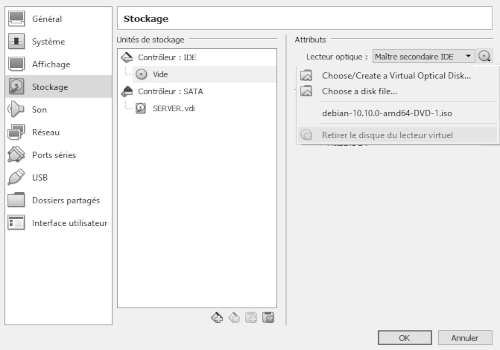 Général
Système
Affichage
Stockage
Son
Réseau
Ports séries
USB
Dossiers partagés
Interface utilisateur
Stockage
Unités de stockage
Contrôleur : IDE
Vide
Contrôleur : SATA
SERVER.vdi
Attributs
Lecteur optique : Maître secondaire IDE
Choose/Create a Virtual Optical Disk...
Choose a disk file...
debian-10.10.0-amd64-DVD-1.iso
Retirer le disque du lecteur virtuel
OK
Annuler